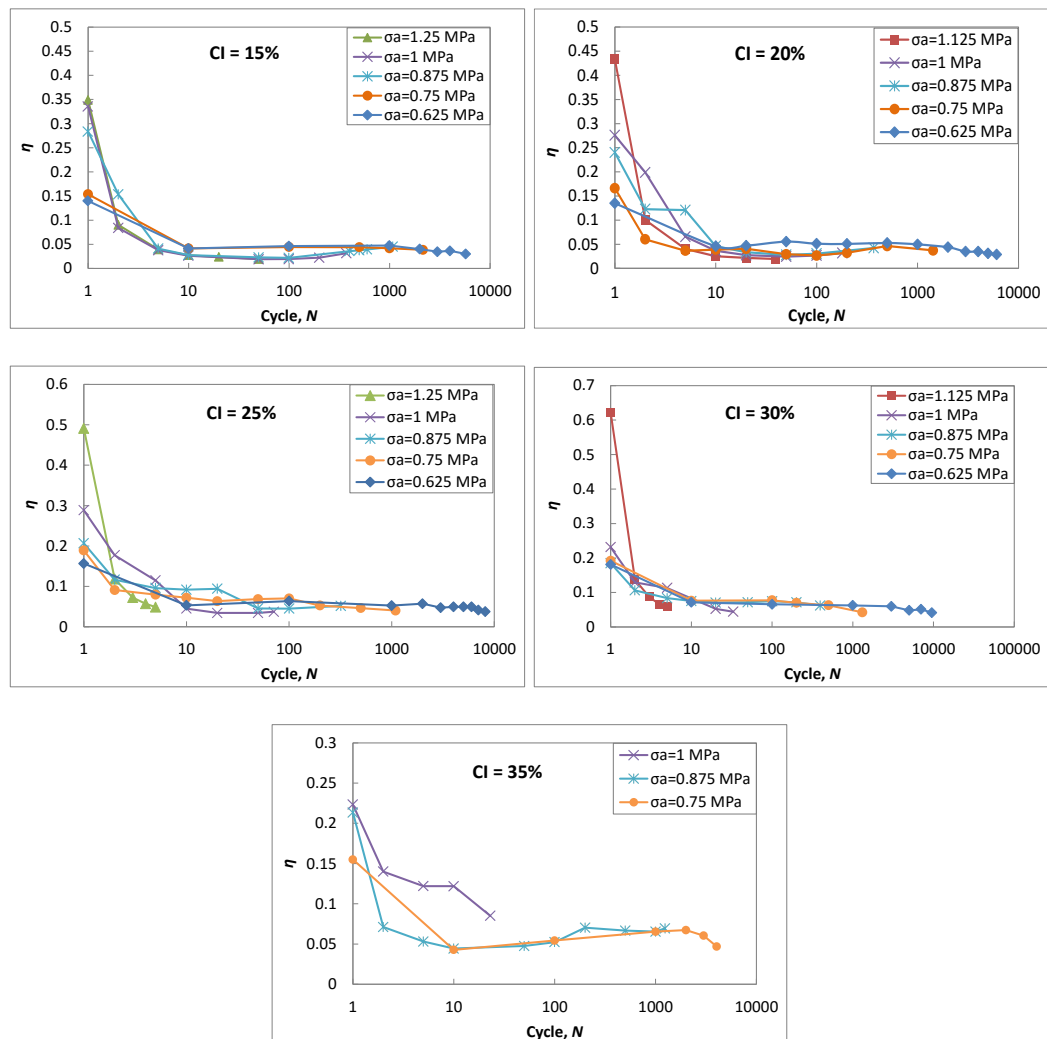 CI = 15%
σa=1.25 MPa
σa=1 MPa
σa=0.875 MPa
σa=0.75 MPa
σa=0.625 MPa
0.5
0.45
0.4
0.35
0.3
0.25
0.2
0.15
0.1
0.05
0
η
1 10 100 1000 10000
Cycle, N
CI = 20%
σa=1.125 MPa
σa=1 MPa
σa=0.875 MPa
σa=0.75 MPa
σa=0.625 MPa
0.5
0.45
0.4
0.35
0.3
0.25
0.2
0.15
0.1
0.05
0
η
1 10 100 1000 10000
Cycle, N
CI = 25%
σa=1.25 MPa
σa=1 MPa
σa=0.875 MPa
σa=0.75 MPa
σa=0.625 MPa
0.6
0.5
0.4
0.3
0.2
0.1
0
η
1 10 100 1000 10000
Cycle, N
CI = 30%
σa=1.125 MPa
σa=1 MPa
σa=0.875 MPa
σa=0.75 MPa
σa=0.625 MPa
0.7
0.6
0.5
0.4
0.3
0.2
0.1
0
η
1 10 100 1000 10000 100000
Cycle, N
CI = 35%
σa=1 MPa
σa=0.875 MPa
σa=0.75 MPa
0.3
0.25
0.2
0.15
0.1
0.05
0
η
1 10 100 1000 10000
Cycle, N